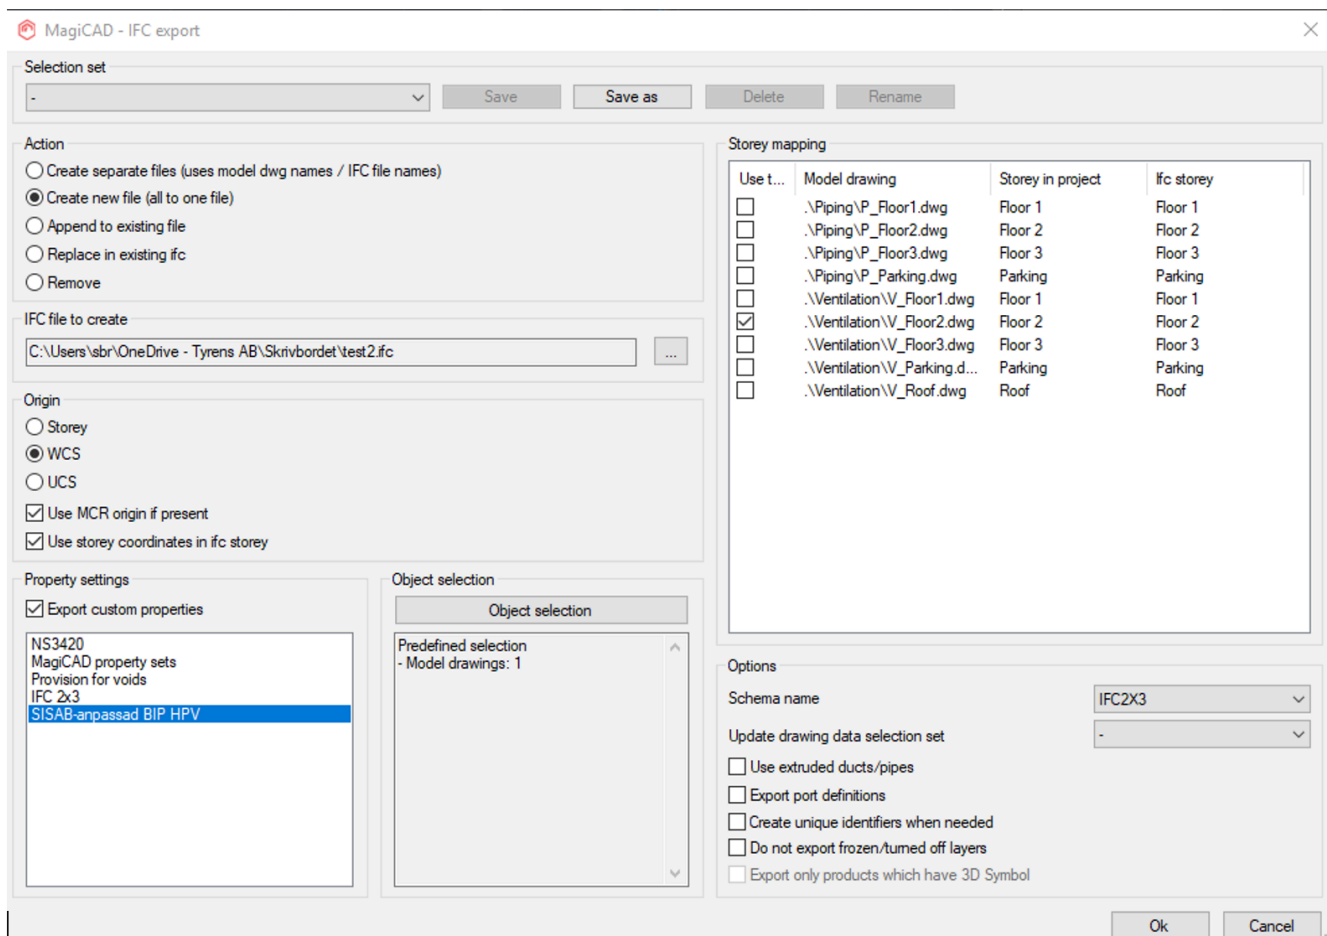 MagiCAD - IFC export
Selection set
-
Save
Save as
Delete
Rename
Action
Create separate files (uses model dwg names / IFC file names)
Create new file (all to one file)
Append to existing file
Replace in existing ifc
Remove
IFC file to create
C:\Users\sbr\OneDrive - Tyrens AB\Skrivbordet\test2.ifc
...
Origin
Storey
WCS
UCS
Use MCR origin if present
Use storey coordinates in ifc storey
Property settings
Export custom properties
NS3420
MagiCAD property sets
Provision for voids
IFC 2x3
SISAB-anpassad BIP HPV
Object selection
Object selection
Predefined selection
- Model drawings: 1
Storey mapping
Use t... Model drawing Storey in project Ifc storey
.\Piping\P_Floor1.dwg Floor 1 Floor 1
.\Piping\P_Floor2.dwg Floor 2 Floor 2
.\Piping\P_Floor3.dwg Floor 3 Floor 3
.\Piping\P_Parking.dwg Parking Parking
.\Ventilation\V_Floor1.dwg Floor 1 Floor 1
.\Ventilation\V_Floor2.dwg Floor 2 Floor 2
.\Ventilation\V_Floor3.dwg Floor 3 Floor 3
.\Ventilation\V_Parking.d... Parking Parking
.\Ventilation\V_Roof.dwg Roof Roof
Options
Schema name IFC2X3
Update drawing data selection set -
Use extruded ducts/pipes
Export port definitions
Create unique identifiers when needed
Do not export frozen/turned off layers
Export only products which have 3D Symbol
Ok
Cancel